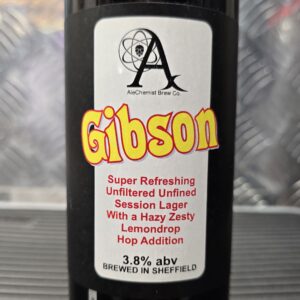 A
AleChemist Brew Co.
Gibson
Super Refreshing
Unfiltered Unfined
Session Lager
With a Hazy Zesty
Lemondrop
Hop Addition
3.8% abv
BREWED IN SHEFFIELD